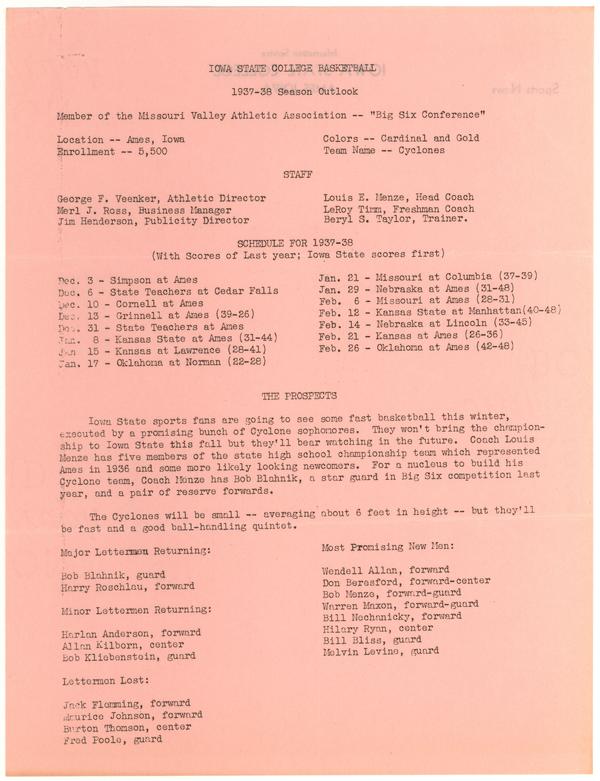 IOWA STATE COLLEGE BASKETBALL
1937-38 Season Outlook
Member of the Missouri Valley Athletic Association -- "Big Six Conference"
Location -- Ames, Iowa
Enrollment -- 5,500
Colors -- Cardinal and Gold
Team Name -- Cyclones
STAFF
George F. Veenker, Athletic Director
Merl J. Ross, Business Manager
Jim Henderson, Publicity Director
Louis E. Menze, Head Coach
LeRoy Timm, Freshman Coach
Beryl S. Taylor, Trainer.
SCHEDULE FOR 1937-38
(With Scores of Last year; Iowa State scores first)
Dec. 3 - Simpson at Ames
Dec. 6 - State Teachers at Cedar Falls
Dec. 10 - Cornell at Ames
Dec. 13 - Grinnell at Ames (39-26)
Dec. 31 - State Teachers at Ames
Jan. 8 - Kansas State at Ames (31-44)
Jan 15 - Kansas at Lawrence (28-41)
Jan. 17 - Oklahoma at Norman (22-28)
Jan. 21 - Missouri at Columbia (37-39)
Jan. 29 - Nebraska at Ames (31-48)
Feb. 6 - Missouri at Ames (28-31)
Feb. 12 - Kansas State at Manhattan(40-48)
Feb. 14 - Nebraska at Lincoln (33-45)
Feb. 21 - Kansas at Ames (26-36)
Feb. 26 - Oklahoma at Ames (42-48)
THE PROSPECTS
Iowa State sports fans are going to see some fast basketball this winter,
executed by a promising bunch of Cyclone sophomores. They won't bring the champion-
ship to Iowa State this fall but they'll bear watching in the future. Coach Louis
Menze has five members of the state high school championship team which represented
Ames in 1936 and some more likely looking newcomers. For a nucleus to build his
Cyclone team, Coach Menze has Bob Blahnik, a star guard in Big Six competition last
year, and a pair of reserve forwards.
The Cyclones will be small -- averaging about 6 feet in height -- but they'll
be fast and a good ball-handling quintet.
Major Lettermen Returning:
Bob Blahnik, guard
Harry Roschlau, forward
Minor Lettermen Returning:
Harlan Anderson, forward
Allan Kilborn, center
Bob Kliebenstein, guard
Lettermen Lost:
Jack Flemming, forward
Maurice Johnson, forward
Burton Thomson, center
Fred Poole, guard
Most Promising New Men:
Wendell Allan, forward
Don Beresford, forward-center
Bob Menze, forward-guard
Warren Maxon, forward-guard
Bill Nechanicky, forward
Hilary Ryan, center
Bill Bliss, guard
Melvin Levine, guard